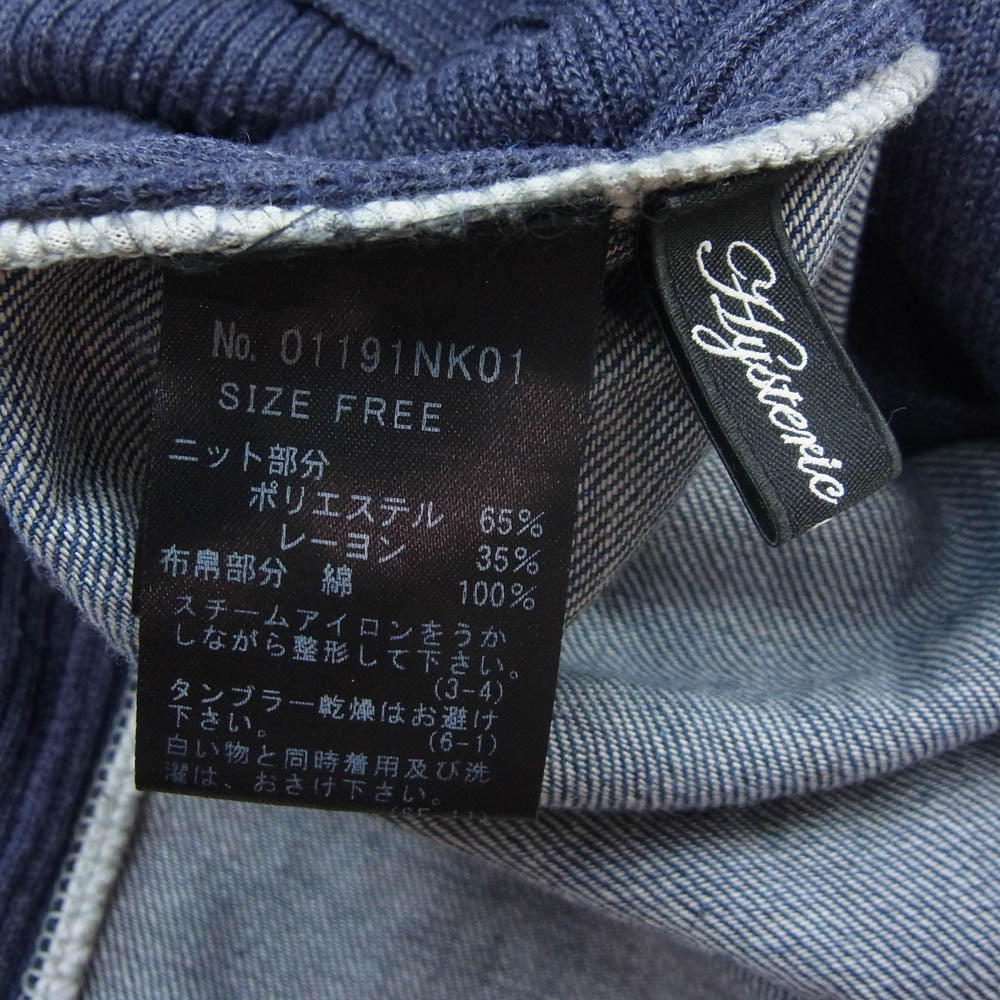 No. 01191NK01
SIZE FREE
ニット部分
ポリエステル 65%
レーヨン 35%
布帛部分 綿 100%
スチームアイロンをうか
しながら整形して下さい。
(3-4)
タンブラー乾燥はお避け
下さい。
(6-1)
白い物と同時着用及び洗
濯は、おさけ下さい。
Hysteric